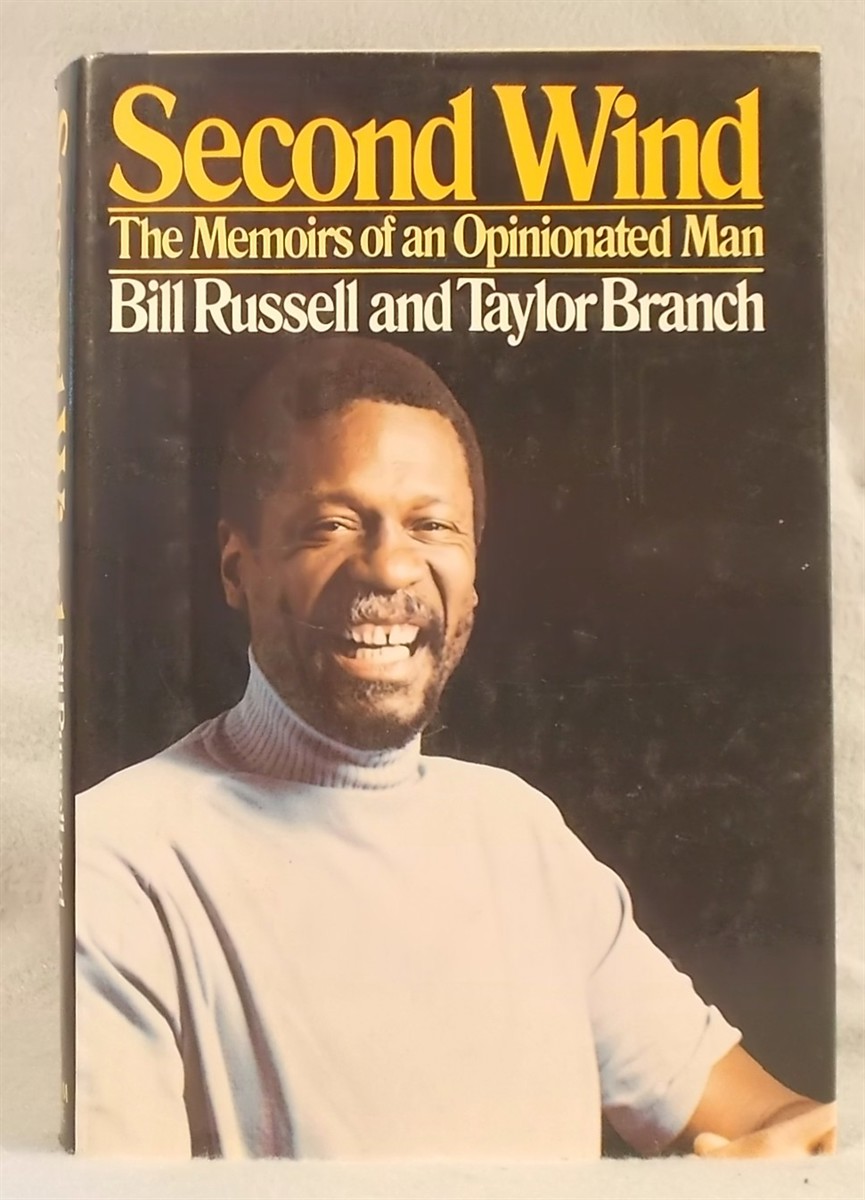 Second Wind
The Memoirs of an Opinionated Man
Bill Russell and Taylor Branch